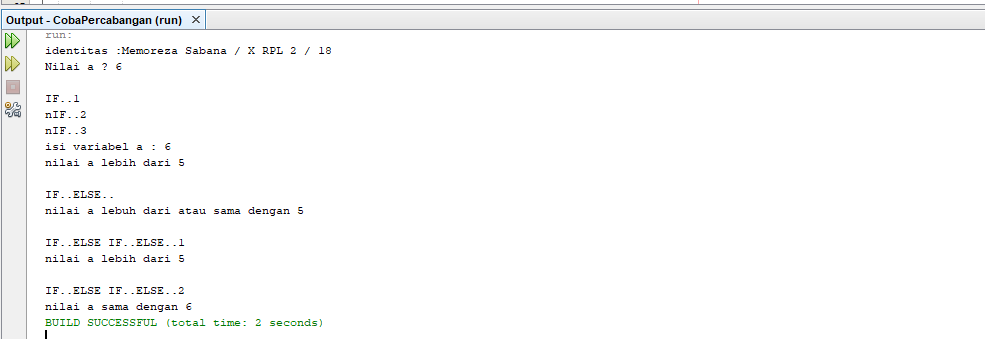 Output - CobaPercabangan (run)
run:
identitas :Memoreza Sabana / X RPL 2 / 18
Nilai a ? 6
IF..1
nIF..2
nIF..3
isi variabel a : 6
nilai a lebih dari 5
IF..ELSE..
nilai a lebuh dari atau sama dengan 5
IF..ELSE IF..ELSE..1
nilai a lebih dari 5
IF..ELSE IF..ELSE..2
nilai a sama dengan 6
BUILD SUCCESSFUL (total time: 2 seconds)